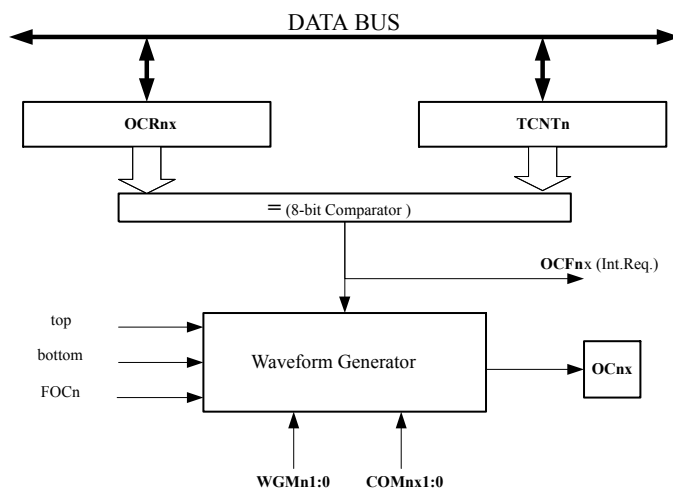 DATA BUS
OCRnx
TCNTn
= (8-bit Comparator )
OCFnx (Int.Req.)
top
bottom
FOCn
Waveform Generator
OCnx
WGMn1:0
COMnx1:0